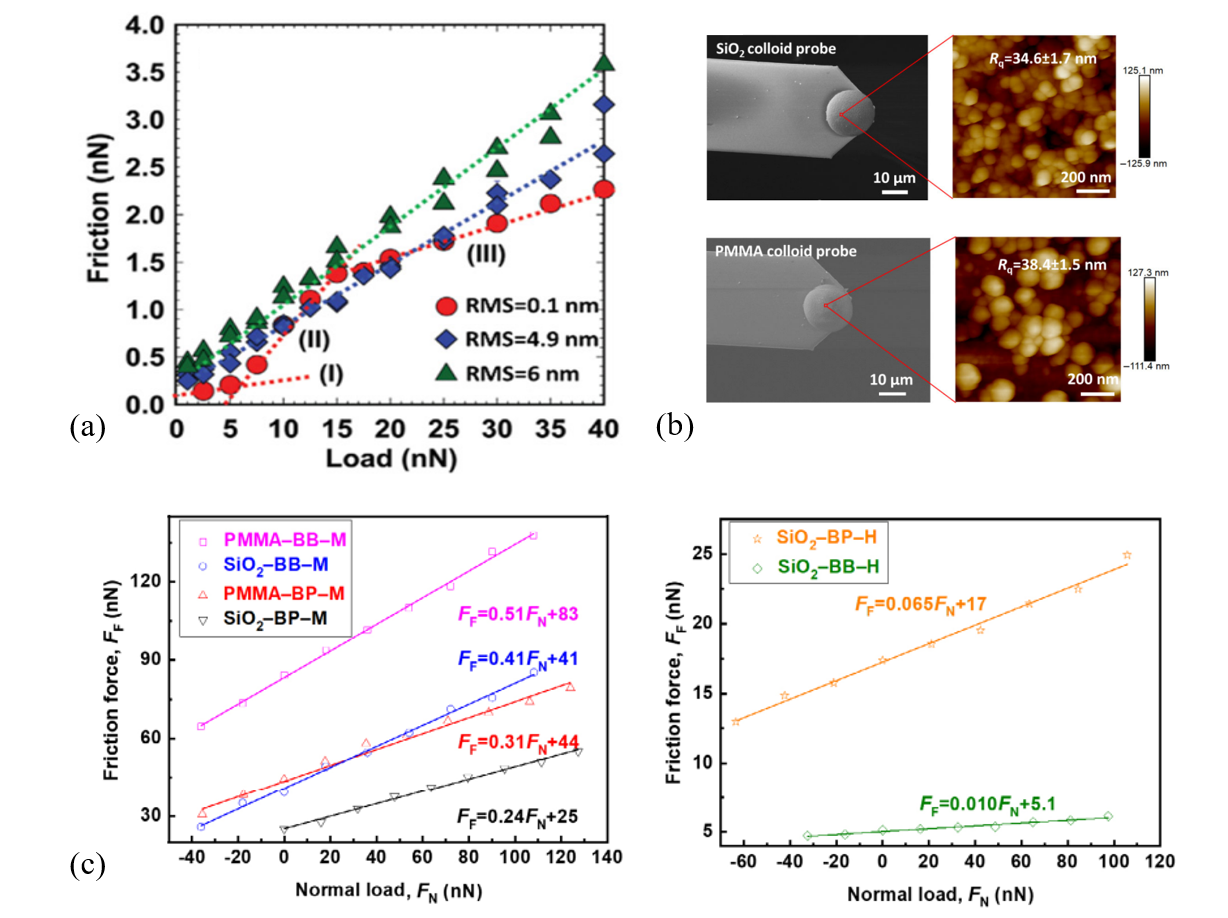 4.0
3.5
3.0
2.5
2.0
1.5
1.0
0.5
0.0
Friction (nN)
(III)
(II)
(I)
RMS=0.1 nm
RMS=4.9 nm
RMS=6 nm
0 5 10 15 20 25 30 35 40
Load (nN)
(a)
SiO₂ colloid probe
10 μm
Rq=34.6±1.7 nm
200 nm
125.1 nm
−125.9 nm
PMMA colloid probe
10 μm
Rq=38.4±1.5 nm
200 nm
127.3 nm
−111.4 nm
(b)
PMMA–BB–M
SiO₂–BB–M
PMMA–BP–M
SiO₂–BP–M
FF=0.51FN+83
FF=0.41FN+41
FF=0.31FN+44
FF=0.24FN+25
120
90
60
30
Friction force, FF (nN)
-40 -20 0 20 40 60 80 100 120 140
Normal load, FN (nN)
(c)
SiO₂–BP–H
SiO₂–BB–H
FF=0.065FN+17
FF=0.010FN+5.1
25
20
15
10
5
Friction force, FF (nN)
-60 -40 -20 0 20 40 60 80 100 120
Normal load, FN (nN)